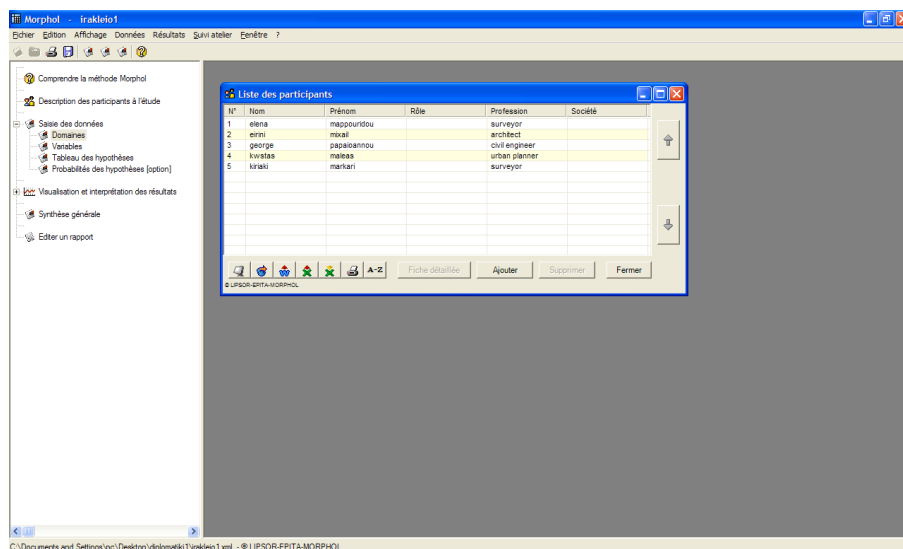 Morphol - irakleio1
Fichier Edition Affichage Données Résultats Suivi atelier Fenêtre ?
Comprendre la méthode Morphol
Description des participants à l'étude
Saisie des données
Domaines
Variables
Tableau des hypothèses
Probabilités des hypothèses [option]
Visualisation et interprétation des résultats
Synthèse générale
Editer un rapport
Liste des participants
N° Nom Prénom Rôle Profession Société
1 elena mappouridou surveyor
2 eirini mixail architect
3 george papaioannou civil engineer
4 kwstas maleas urban planner
5 kiriaki markari surveyor
A-Z Fiche détaillée Ajouter Supprimer Fermer
© LIPSOR-EPITA-MORPHOL
C:\Documents and Settings\pc\Desktop\diplomatiki1\irakleio1.xml - © LIPSOR-EPITA-MORPHOL